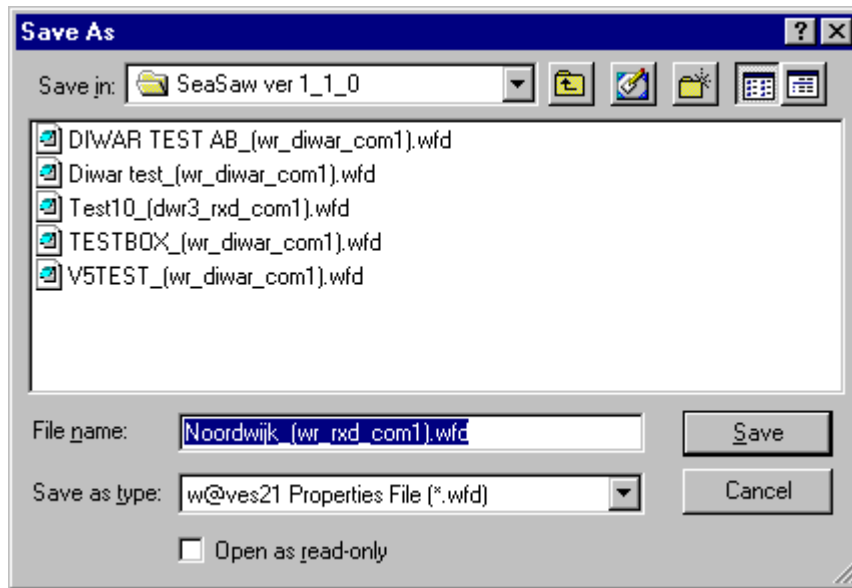 Save As
Save in: SeaSaw ver 1_1_0
DIWAR TEST AB_(wr_diwar_com1).wfd
Diwar test_(wr_diwar_com1).wfd
Test10_(dwr3_rxd_com1).wfd
TESTBOX_(wr_diwar_com1).wfd
V5TEST_(wr_diwar_com1).wfd
File name: Noordwijk_(wr_rxd_com1).wfd Save
Save as type: w@ves21 Properties File (*.wfd) Cancel
Open as read-only